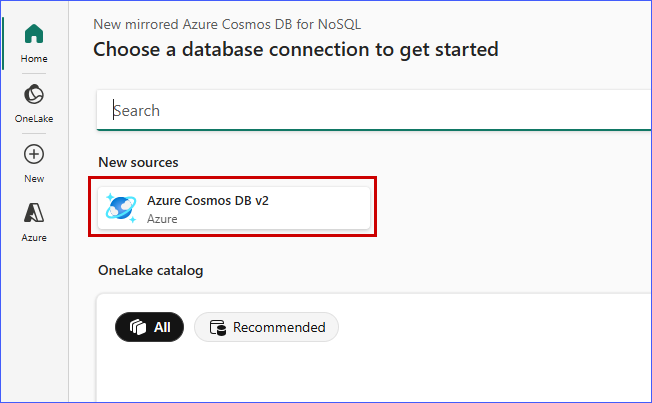 New mirrored Azure Cosmos DB for NoSQL
Choose a database connection to get started
Home
OneLake
New
Azure
Search
New sources
Azure Cosmos DB v2
Azure
OneLake catalog
All
Recommended